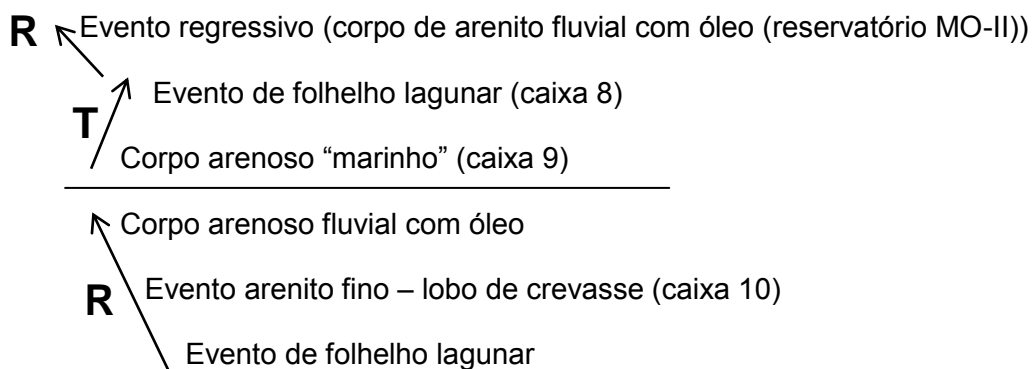 R Evento regressivo (corpo de arenito fluvial com óleo (reservatório MO-II))
Evento de folhelho lagunar (caixa 8)
T
Corpo arenoso “marinho” (caixa 9)
Corpo arenoso fluvial com óleo
R Evento arenito fino – lobo de crevasse (caixa 10)
Evento de folhelho lagunar